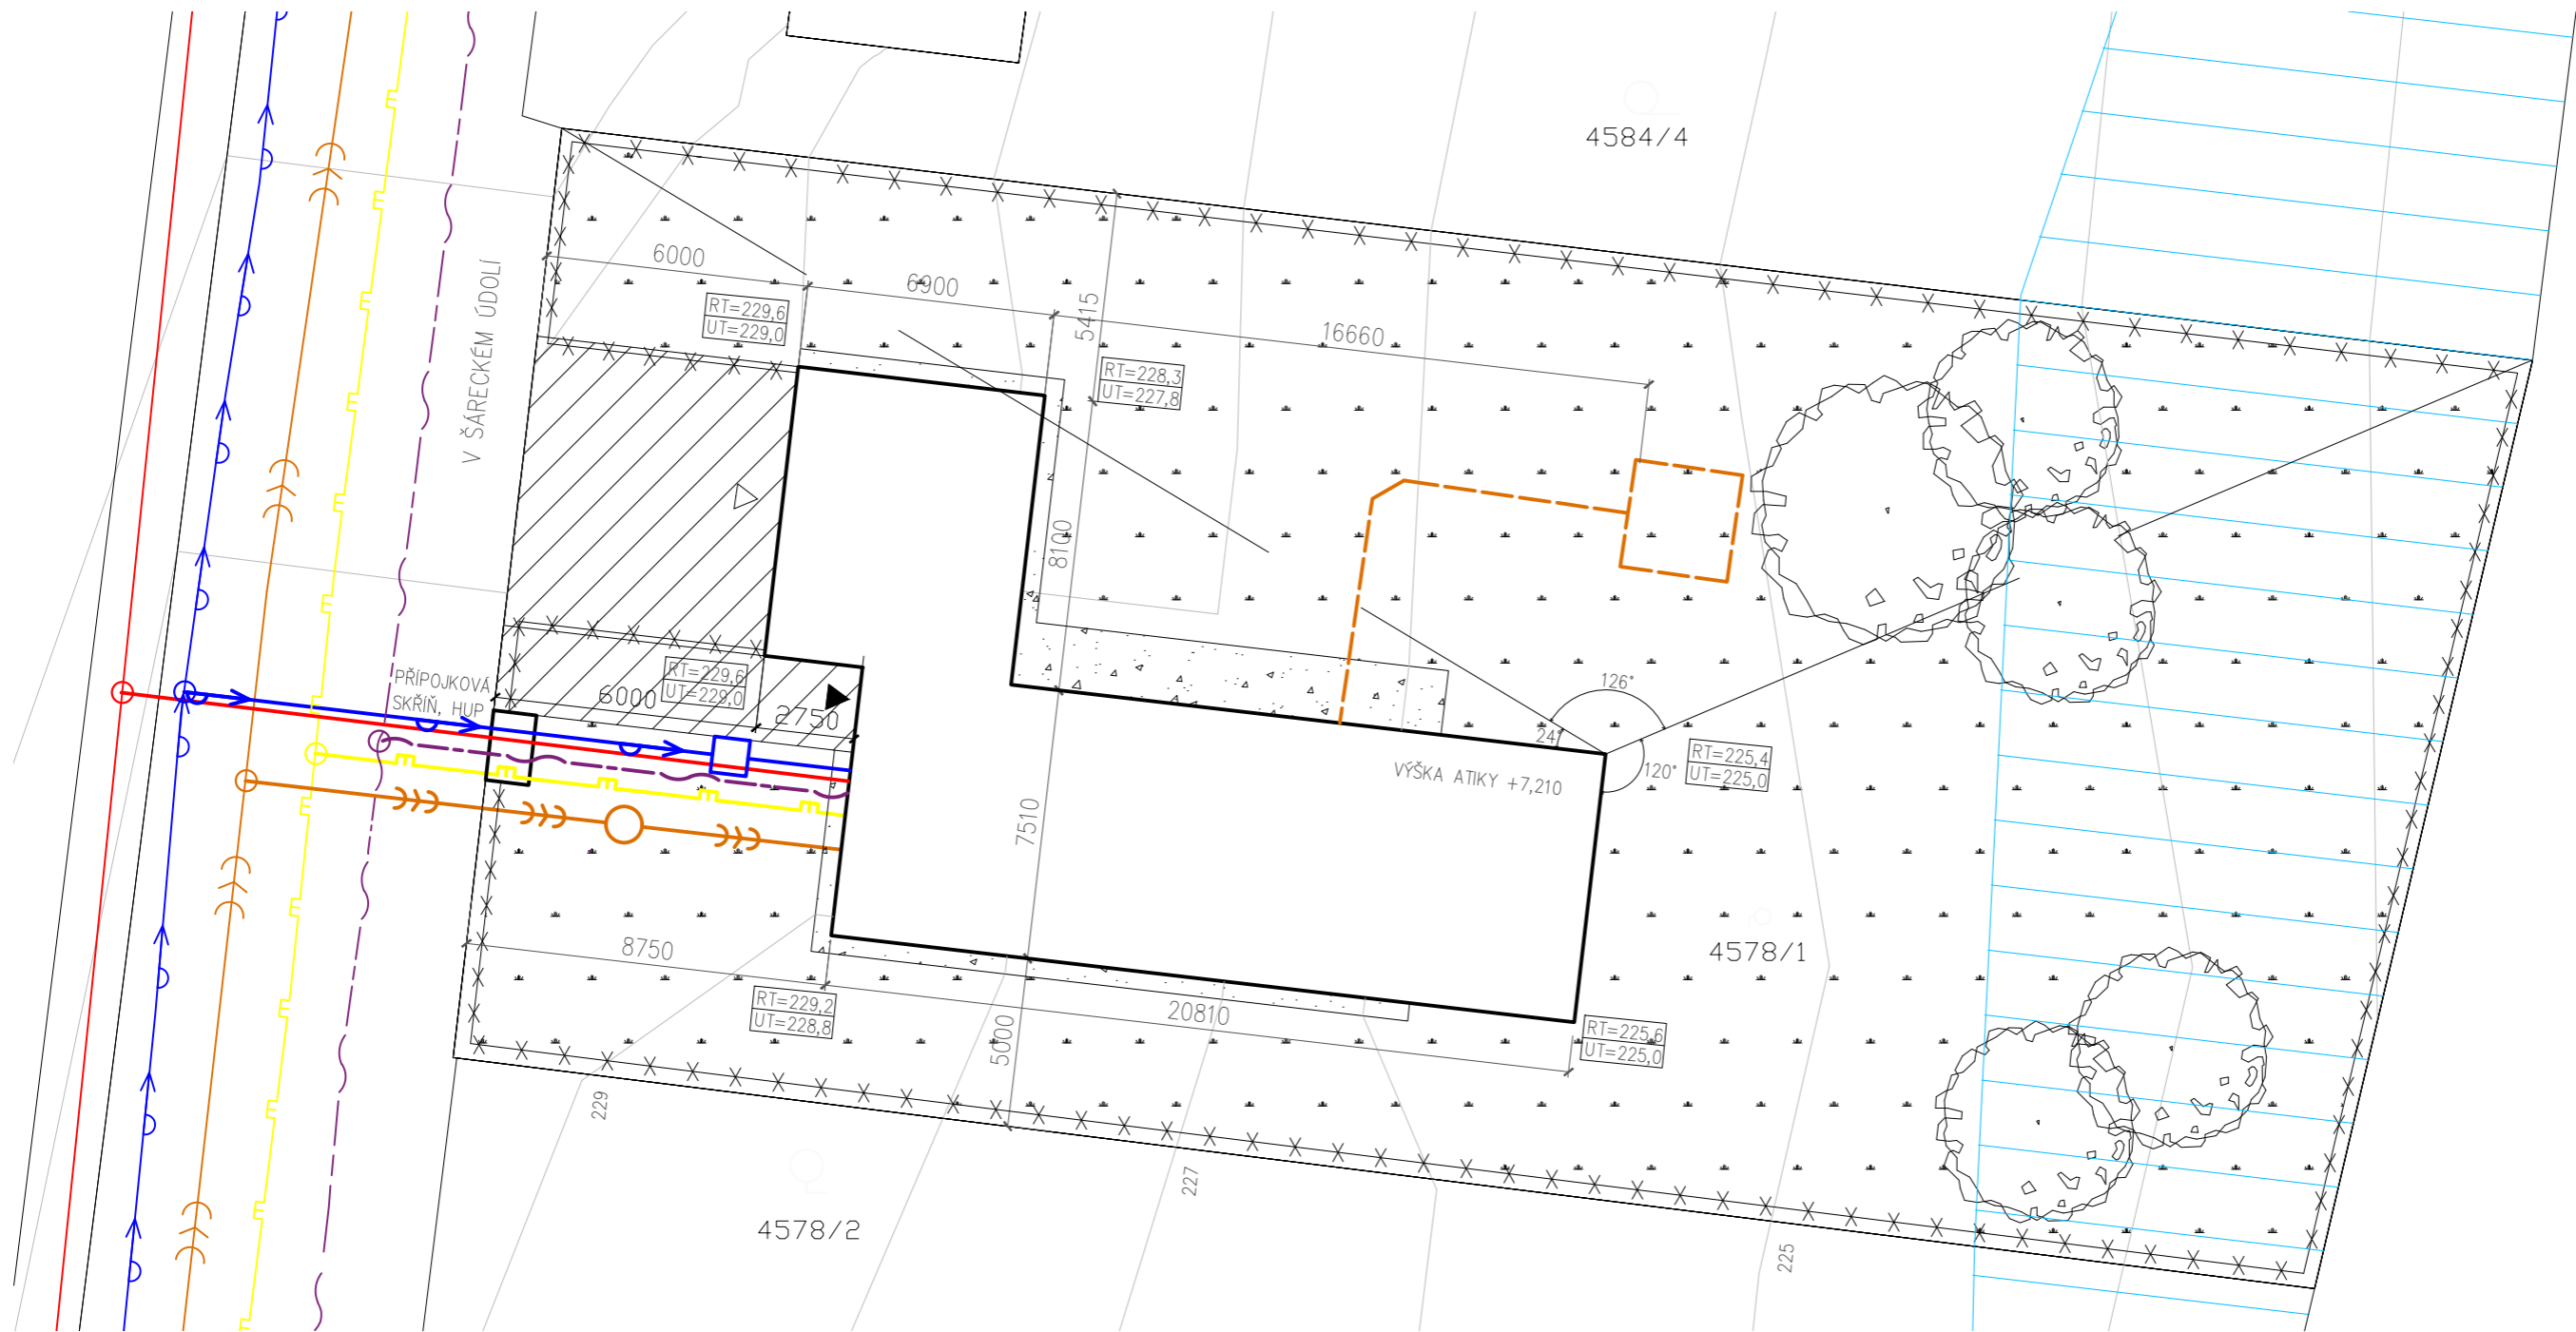 4584/4
6000
6900
5415
16660
RT=229,6
UT=229,0
RT=228,3
UT=227,8
V ŠÁRECKÉM ÚDOLÍ
8100
PŘÍPOJKOVÁ
SKŘÍŇ, HUP
RT=229,6
UT=229,0
6000
2750
126°
24°
120°
RT=225,4
UT=225,0
VÝŠKA ATIKY +7,210
7510
8750
4578/1
RT=229,2
UT=228,8
20810
5000
RT=225,6
UT=225,0
229
227
225
4578/2